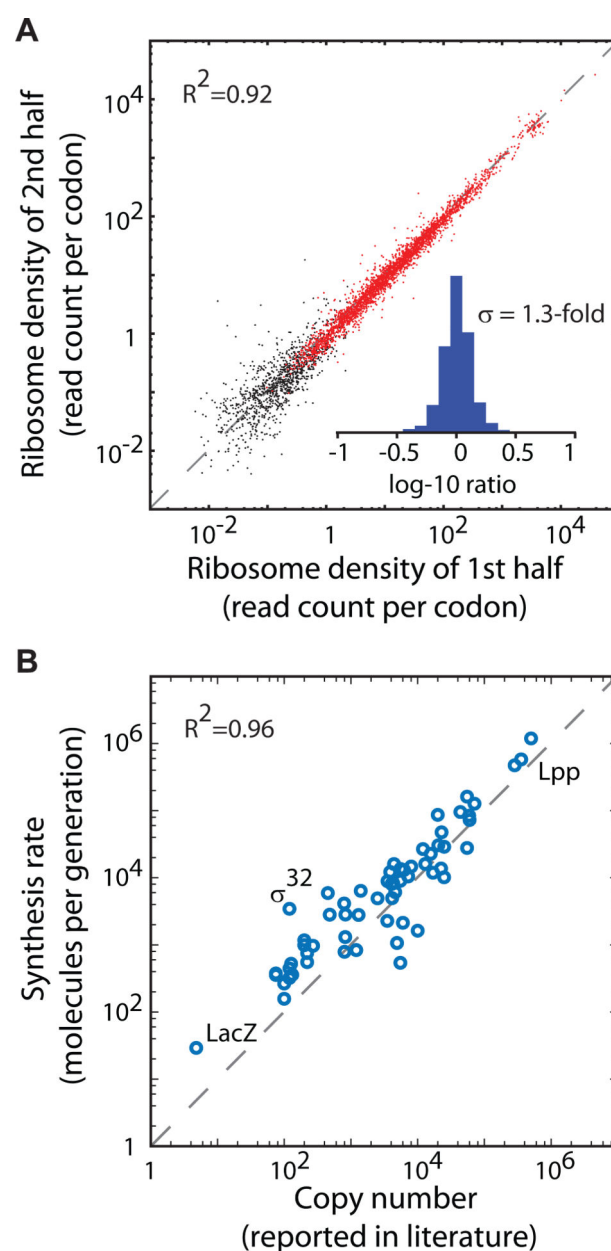 A
R²=0.92
10⁴
10²
1
10⁻²
Ribosome density of 2nd half
(read count per codon)
σ = 1.3-fold
-1 -0.5 0 0.5 1
log-10 ratio
10⁻² 1 10² 10⁴
Ribosome density of 1st half
(read count per codon)
B
R²=0.96
10⁶
10⁴
10²
1
Synthesis rate
(molecules per generation)
Lpp
σ³²
LacZ
1 10² 10⁴ 10⁶
Copy number
(reported in literature)